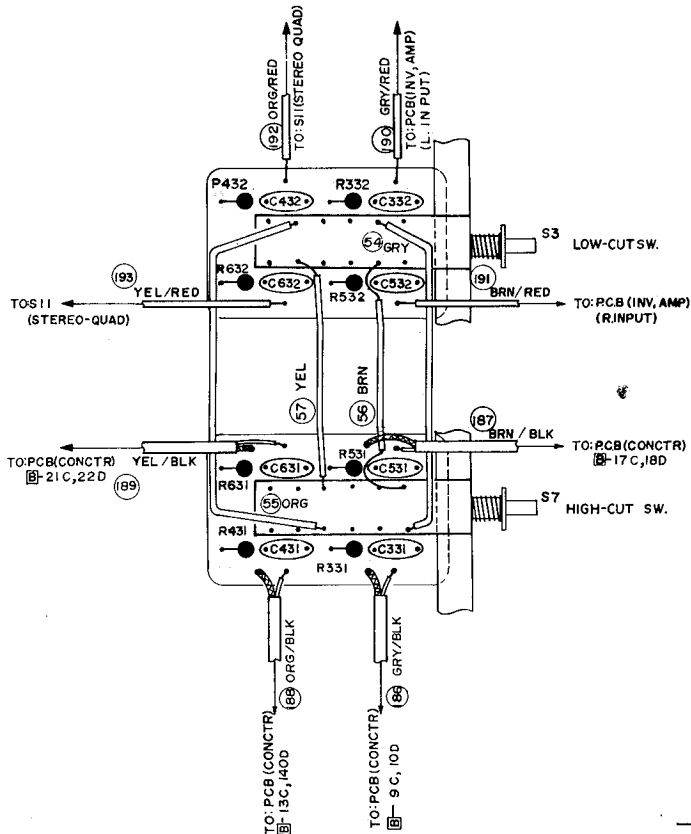 192 ORG/RED
TO:S11(STEREO QUAD)
190 GRY/RED
TO:PCB(INV,AMP)
(L.IN PUT)
P432
C432
R332
C332
54 GRY
S3
LOW-CUT SW.
R632
C632
R532
C532
193
YEL/RED
TO:S11
(STEREO-QUAD)
191
BRN/RED
TO:P.C.B(INV,AMP)
(R.INPUT)
57 YEL
56 BRN
187
BRN/BLK
TO:P.C.B(CONCTR)
B-17C,18D
TO:PCB(CONCTR)
B-21C,22D
YEL/BLK
189
R631
C631
R531
C531
55 ORG
S7
HIGH-CUT SW.
R431
C431
R331
C331
188 ORG/BLK
TO:PCB(CONCTR)
B-13C,140D
186 GRY/BLK
TO:PCB(CONCTR)
B-9C,10D